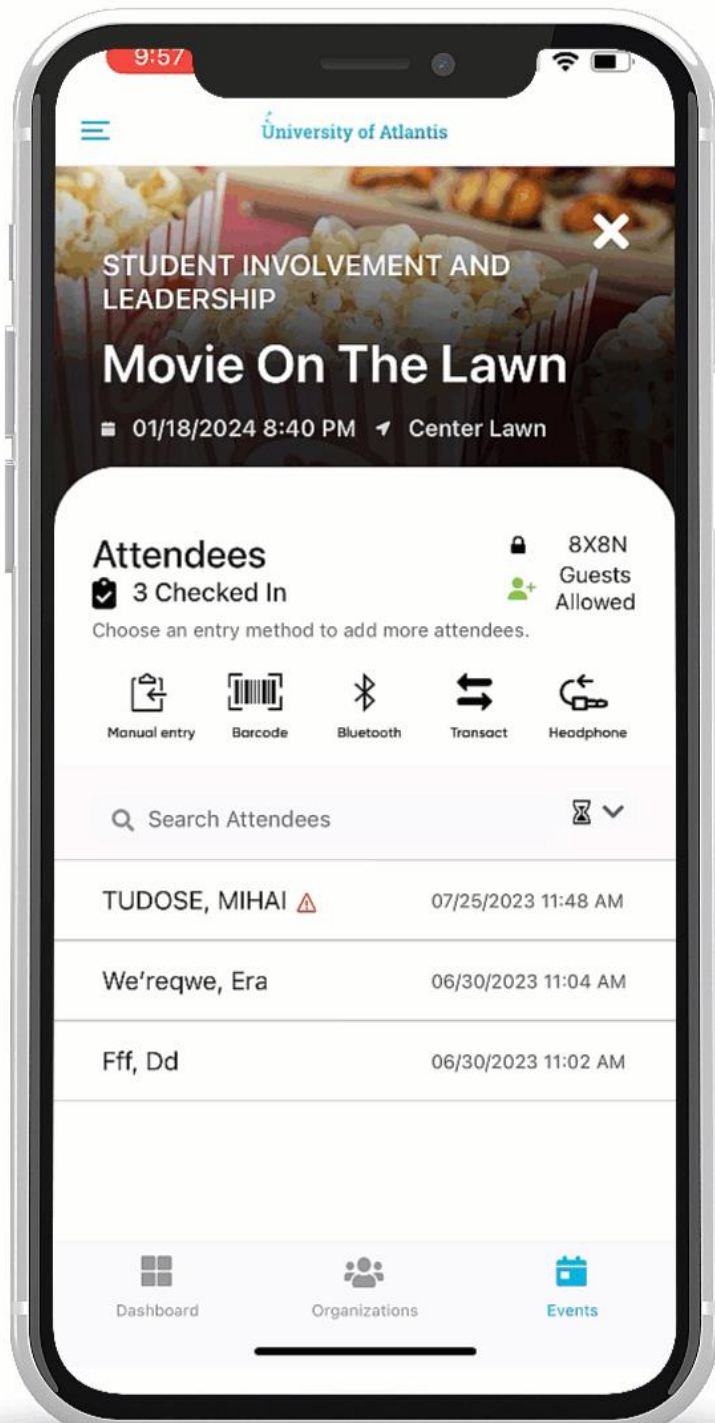 9:57
University of Atlantis
STUDENT INVOLVEMENT AND
LEADERSHIP
Movie On The Lawn
01/18/2024 8:40 PM Center Lawn
Attendees
8X8N
3 Checked In
Guests
Allowed
Choose an entry method to add more attendees.
Manual entry Barcode Bluetooth Transact Headphone
Search Attendees
TUDOSE, MIHAI 07/25/2023 11:48 AM
We'reqwe, Era 06/30/2023 11:04 AM
Fff, Dd 06/30/2023 11:02 AM
Dashboard Organizations Events